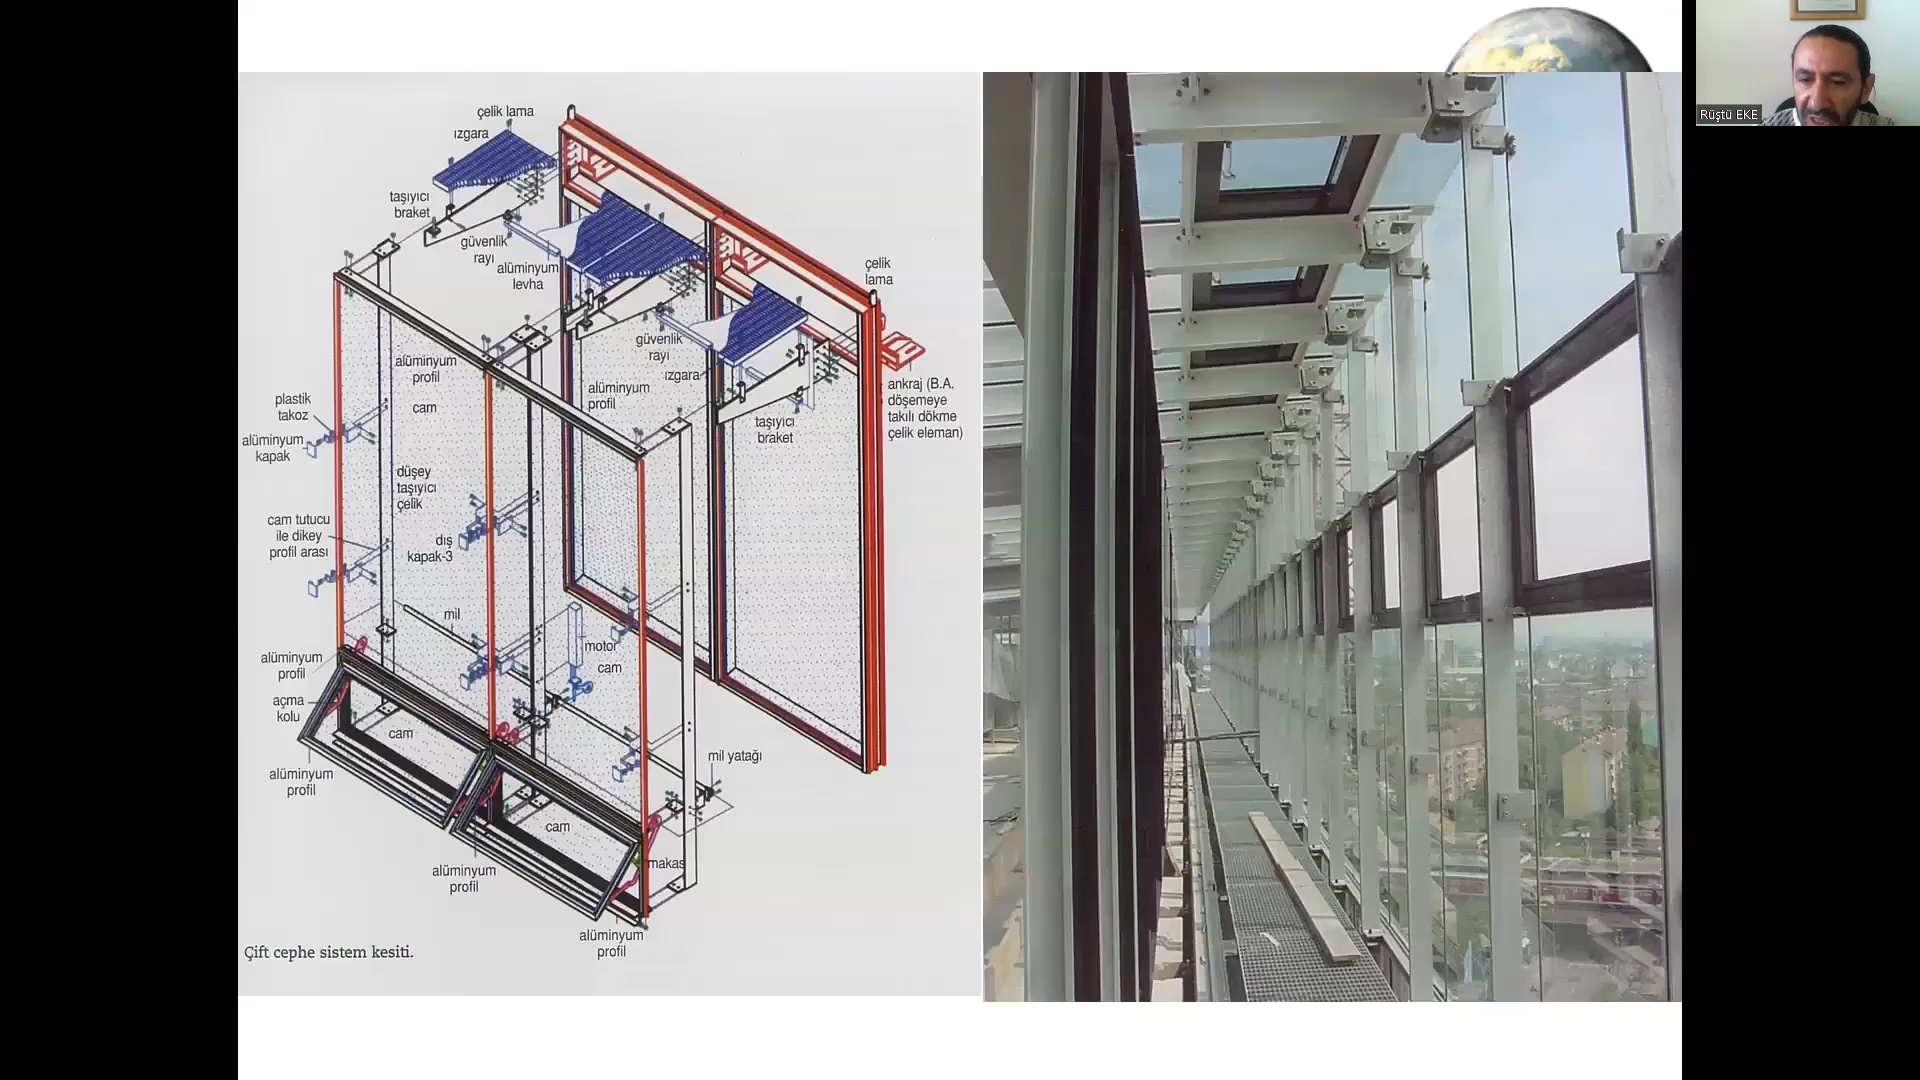 çelik lama
ızgara
taşıyıcı
braket
güvenlik
rayı
alüminyum
levha
çelik
lama
alüminyum
profil
cam
plastik
takoz
alüminyum
kapak
düşey
taşıyıcı
çelik
cam tutucu
ile dikey
profil arası
dış
kapak-3
güvenlik
rayı
ızgara
alüminyum
profil
taşıyıcı
braket
ankraj (B.A.
döşemeye
takılı dökme
çelik eleman)
mil
motor
cam
alüminyum
profil
açma
kolu
cam
alüminyum
profil
mil yatağı
cam
makas
alüminyum
profil
alüminyum
profil
Çift cephe sistem kesiti.
Rüştü EKE